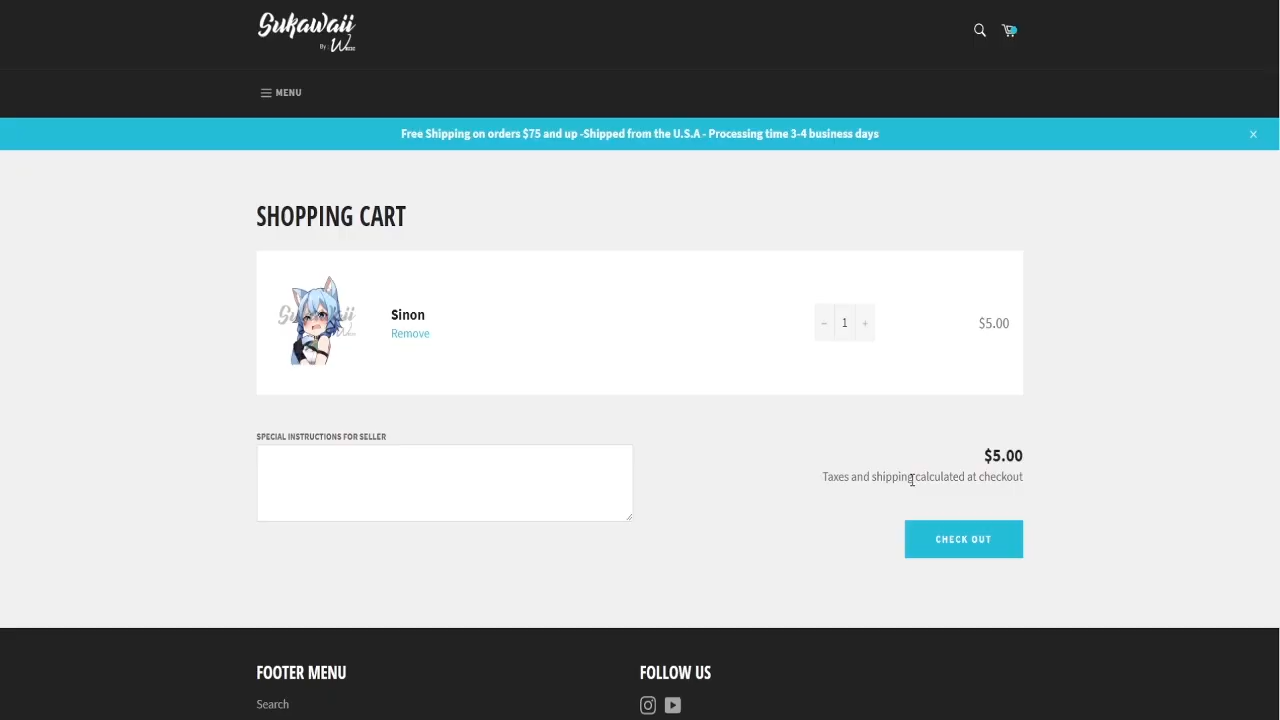 Sukawaii
By
MENU
Free Shipping on orders $75 and up -Shipped from the U.S.A - Processing time 3-4 business days
SHOPPING CART
Sinon
Remove
− 1 +
$5.00
SPECIAL INSTRUCTIONS FOR SELLER
$5.00
Taxes and shipping calculated at checkout
CHECK OUT
FOOTER MENU
FOLLOW US
Search